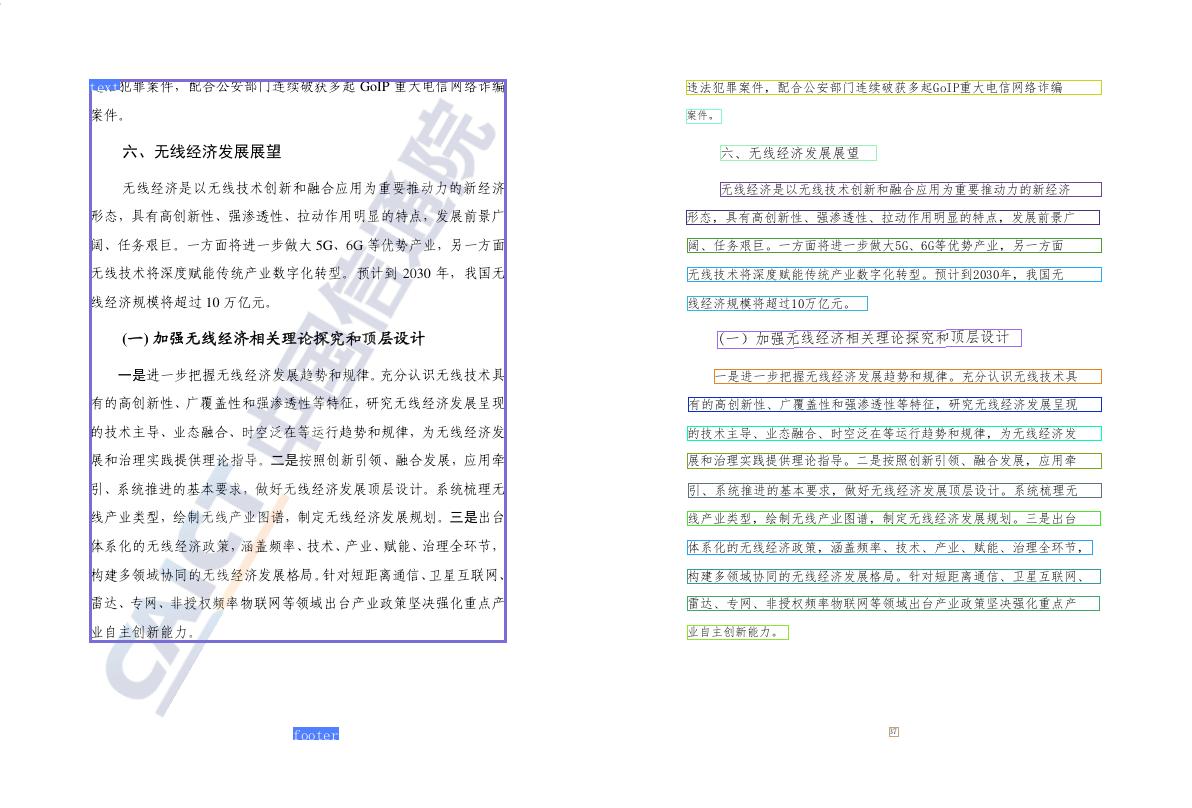 text犯罪案件，配合公安部门连续破获多起 GoIP 重大电信网络诈骗
案件。
六、无线经济发展展望
无线经济是以无线技术创新和融合应用为重要推动力的新经济
形态，具有高创新性、强渗透性、拉动作用明显的特点，发展前景广
阔、任务艰巨。一方面将进一步做大 5G、6G 等优势产业，另一方面
无线技术将深度赋能传统产业数字化转型。预计到 2030 年，我国无
线经济规模将超过 10 万亿元。
(一) 加强无线经济相关理论探究和顶层设计
一是进一步把握无线经济发展趋势和规律。充分认识无线技术具
有的高创新性、广覆盖性和强渗透性等特征，研究无线经济发展呈现
的技术主导、业态融合、时空泛在等运行趋势和规律，为无线经济发
展和治理实践提供理论指导。二是按照创新引领、融合发展，应用牵
引、系统推进的基本要求，做好无线经济发展顶层设计。系统梳理无
线产业类型，绘制无线产业图谱，制定无线经济发展规划。三是出台
体系化的无线经济政策，涵盖频率、技术、产业、赋能、治理全环节，
构建多领域协同的无线经济发展格局。针对短距离通信、卫星互联网、
雷达、专网、非授权频率物联网等领域出台产业政策坚决强化重点产
业自主创新能力。
CAICT 中国信通院
footer
违法犯罪案件，配合公安部门连续破获多起GoIP重大电信网络诈骗
案件。
六、无线经济发展展望
无线经济是以无线技术创新和融合应用为重要推动力的新经济
形态，具有高创新性、强渗透性、拉动作用明显的特点，发展前景广
阔、任务艰巨。一方面将进一步做大5G、6G等优势产业，另一方面
无线技术将深度赋能传统产业数字化转型。预计到2030年，我国无
线经济规模将超过10万亿元。
(一）加强无线经济相关理论探究和顶层设计
一是进一步把握无线经济发展趋势和规律。充分认识无线技术具
有的高创新性、广覆盖性和强渗透性等特征，研究无线经济发展呈现
的技术主导、业态融合、时空泛在等运行趋势和规律，为无线经济发
展和治理实践提供理论指导。二是按照创新引领、融合发展，应用牵
引、系统推进的基本要求，做好无线经济发展顶层设计。系统梳理无
线产业类型，绘制无线产业图谱，制定无线经济发展规划。三是出台
体系化的无线经济政策，涵盖频率、技术、产业、赋能、治理全环节，
构建多领域协同的无线经济发展格局。针对短距离通信、卫星互联网、
雷达、专网、非授权频率物联网等领域出台产业政策坚决强化重点产
业自主创新能力。
37